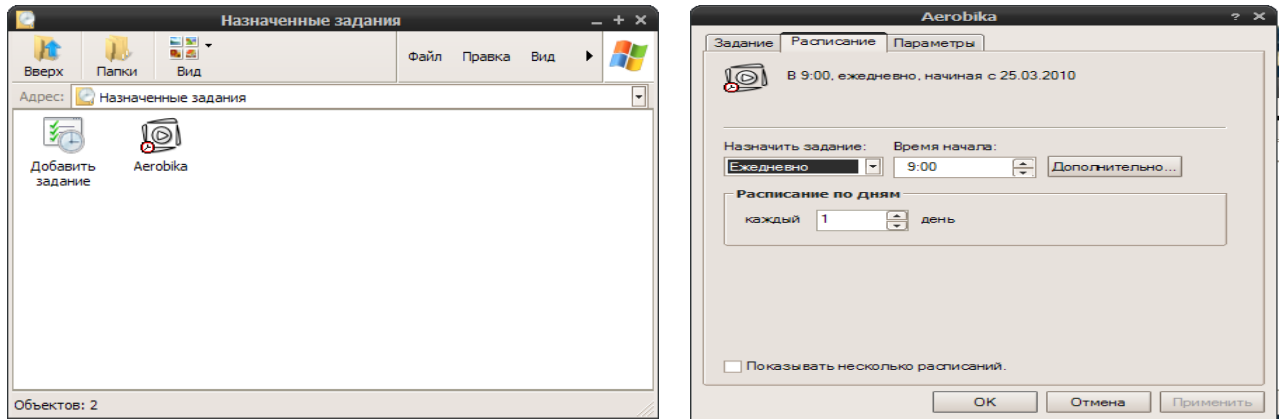 Назначенные задания
Вверх Папки Вид Файл Правка Вид
Адрес: Назначенные задания
Добавить задание
Aerobika
Объектов: 2
Aerobika
Задание Расписание Параметры
В 9:00, ежедневно, начиная с 25.03.2010
Назначить задание: Время начала:
Ежедневно 9:00 Дополнительно...
Расписание по дням
каждый 1 день
Показывать несколько расписаний.
ОК Отмена Применить